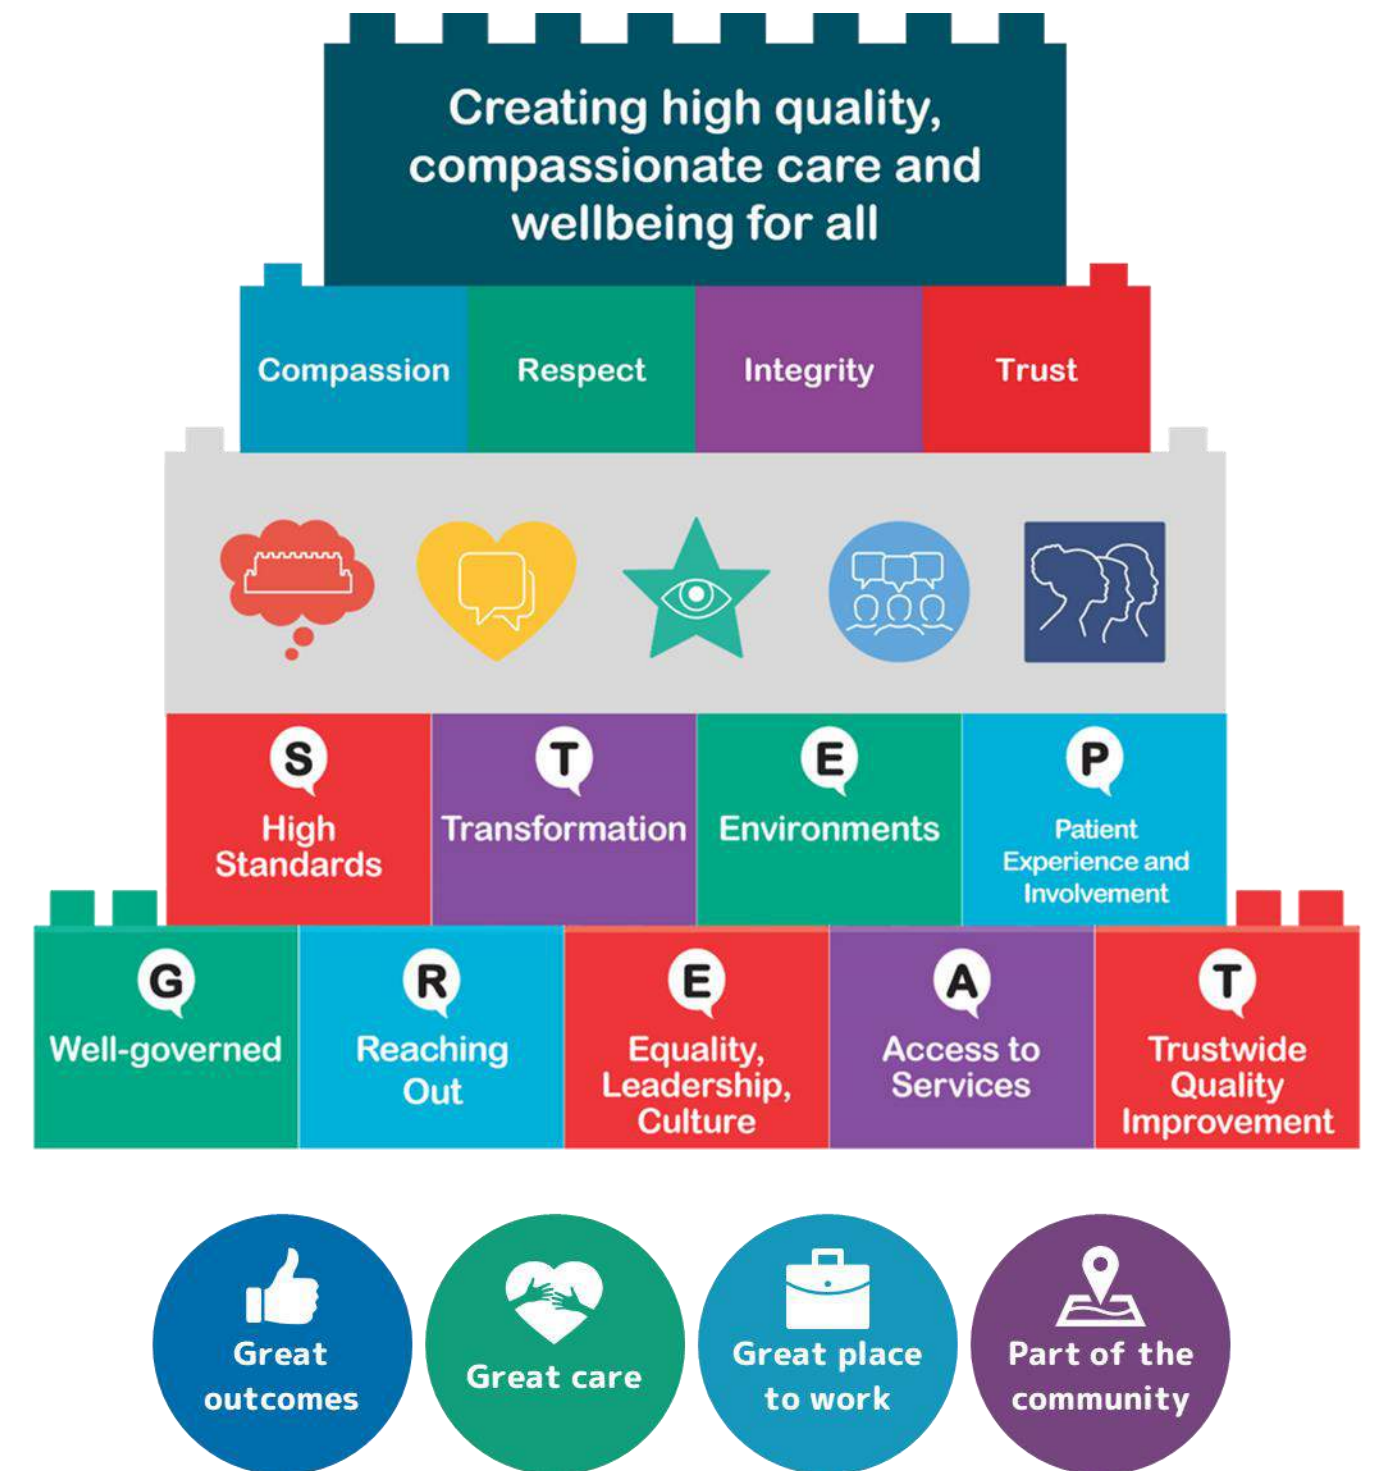 Creating high quality,
compassionate care and
wellbeing for all
Compassion
Respect
Integrity
Trust
S
High
Standards
T
Transformation
E
Environments
P
Patient
Experience and
Involvement
G
Well-governed
R
Reaching
Out
E
Equality,
Leadership,
Culture
A
Access to
Services
T
Trustwide
Quality
Improvement
Great
outcomes
Great care
Great place
to work
Part of the
community